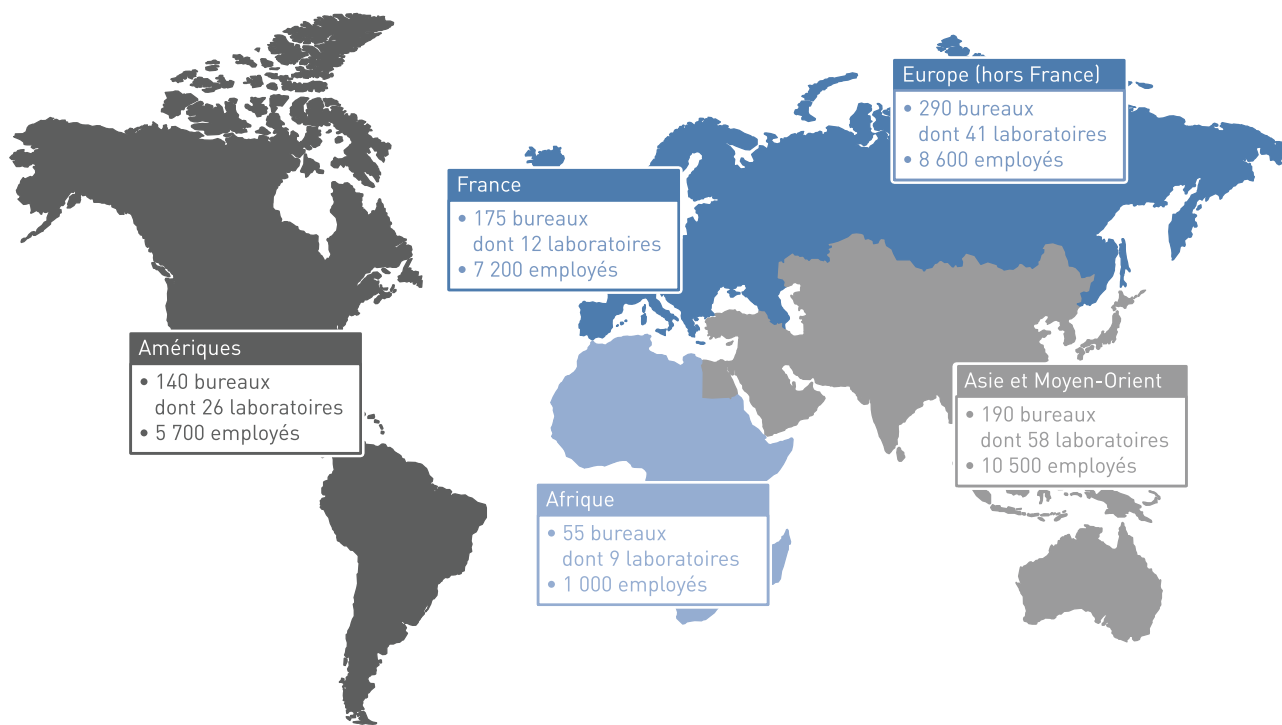 Europe (hors France)
• 290 bureaux
dont 41 laboratoires
• 8 600 employés
France
• 175 bureaux
dont 12 laboratoires
• 7 200 employés
Amériques
• 140 bureaux
dont 26 laboratoires
• 5 700 employés
Asie et Moyen-Orient
• 190 bureaux
dont 58 laboratoires
• 10 500 employés
Afrique
• 55 bureaux
dont 9 laboratoires
• 1 000 employés